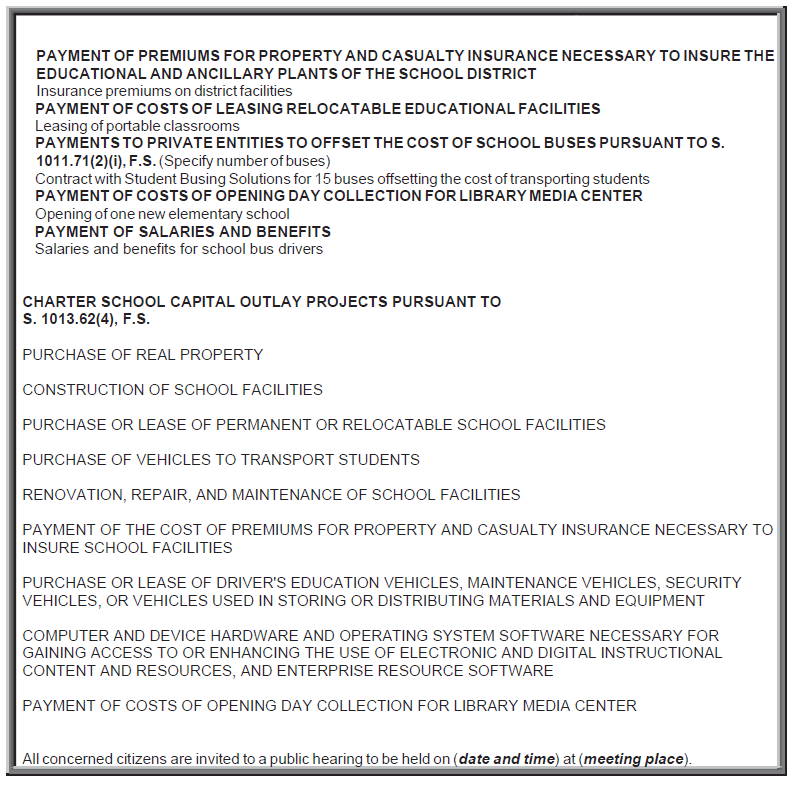 PAYMENT OF PREMIUMS FOR PROPERTY AND CASUALTY INSURANCE NECESSARY TO INSURE THE
EDUCATIONAL AND ANCILLARY PLANTS OF THE SCHOOL DISTRICT
Insurance premiums on district facilities
PAYMENT OF COSTS OF LEASING RELOCATABLE EDUCATIONAL FACILITIES
Leasing of portable classrooms
PAYMENTS TO PRIVATE ENTITIES TO OFFSET THE COST OF SCHOOL BUSES PURSUANT TO S.
1011.71(2)(i), F.S. (Specify number of buses)
Contract with Student Busing Solutions for 15 buses offsetting the cost of transporting students
PAYMENT OF COSTS OF OPENING DAY COLLECTION FOR LIBRARY MEDIA CENTER
Opening of one new elementary school
PAYMENT OF SALARIES AND BENEFITS
Salaries and benefits for school bus drivers
CHARTER SCHOOL CAPITAL OUTLAY PROJECTS PURSUANT TO
S. 1013.62(4), F.S.
PURCHASE OF REAL PROPERTY
CONSTRUCTION OF SCHOOL FACILITIES
PURCHASE OR LEASE OF PERMANENT OR RELOCATABLE SCHOOL FACILITIES
PURCHASE OF VEHICLES TO TRANSPORT STUDENTS
RENOVATION, REPAIR, AND MAINTENANCE OF SCHOOL FACILITIES
PAYMENT OF THE COST OF PREMIUMS FOR PROPERTY AND CASUALTY INSURANCE NECESSARY TO
INSURE SCHOOL FACILITIES
PURCHASE OR LEASE OF DRIVER'S EDUCATION VEHICLES, MAINTENANCE VEHICLES, SECURITY
VEHICLES, OR VEHICLES USED IN STORING OR DISTRIBUTING MATERIALS AND EQUIPMENT
COMPUTER AND DEVICE HARDWARE AND OPERATING SYSTEM SOFTWARE NECESSARY FOR
GAINING ACCESS TO OR ENHANCING THE USE OF ELECTRONIC AND DIGITAL INSTRUCTIONAL
CONTENT AND RESOURCES, AND ENTERPRISE RESOURCE SOFTWARE
PAYMENT OF COSTS OF OPENING DAY COLLECTION FOR LIBRARY MEDIA CENTER
All concerned citizens are invited to a public hearing to be held on (date and time) at (meeting place).